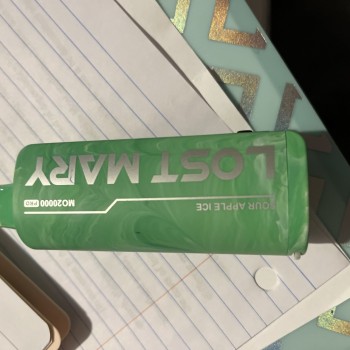 LOST MARY
MO20000 PRO
SOUR APPLE ICE